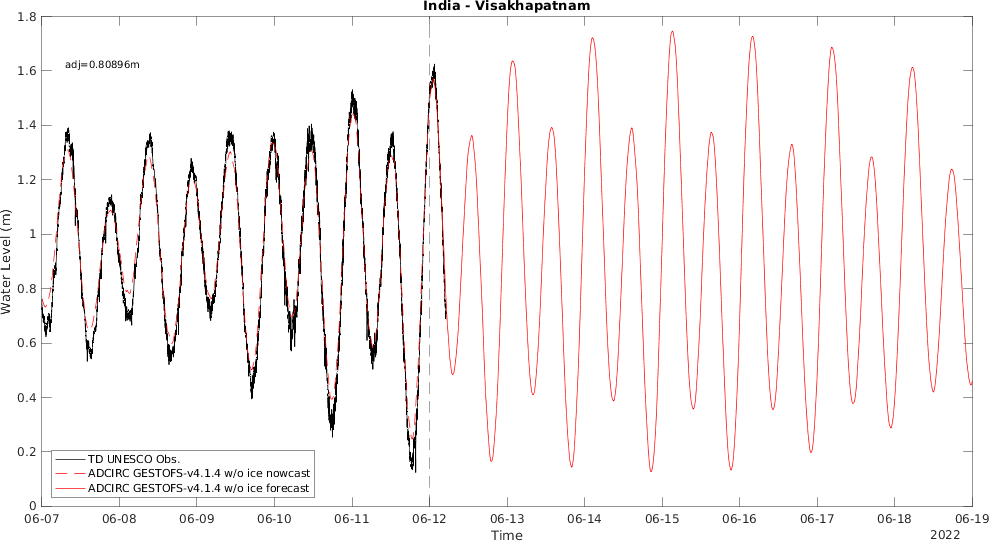 India - Visakhapatnam
1.8
1.6
1.4
1.2
1
0.8
0.6
0.4
0.2
0
Water Level (m)
adj=0.80896m
TD UNESCO Obs.
ADCIRC GESTOFS-v4.1.4 w/o ice nowcast
ADCIRC GESTOFS-v4.1.4 w/o ice forecast
06-07 06-08 06-09 06-10 06-11 06-12 06-13 06-14 06-15 06-16 06-17 06-18 06-19
Time
2022